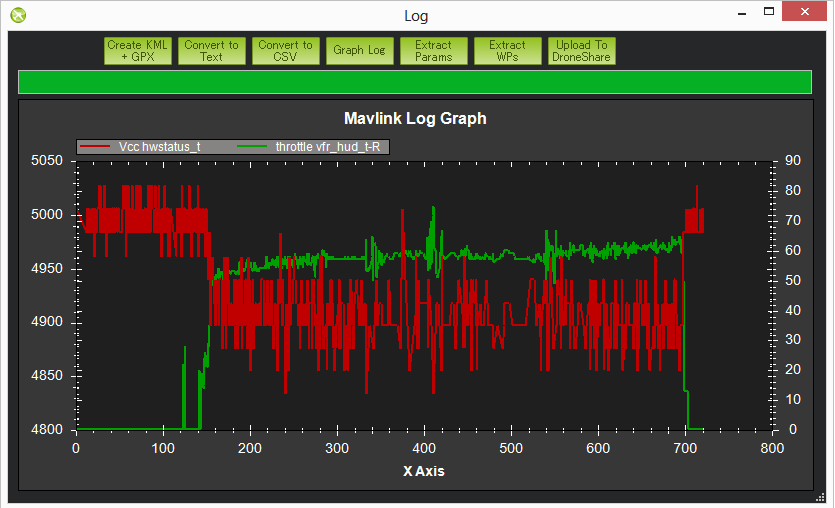 Log
Create KML
+ GPX
Convert to
Text
Convert to
CSV
Graph Log
Extract
Params
Extract
WPs
Upload To
DroneShare
Mavlink Log Graph
Vcc hwstatus_t throttle vfr_hud_t-R
5050 90
80
5000 70
60
4950 50
4900 40
30
4850 20
10
4800 0
0 100 200 300 400 500 600 700 800
X Axis